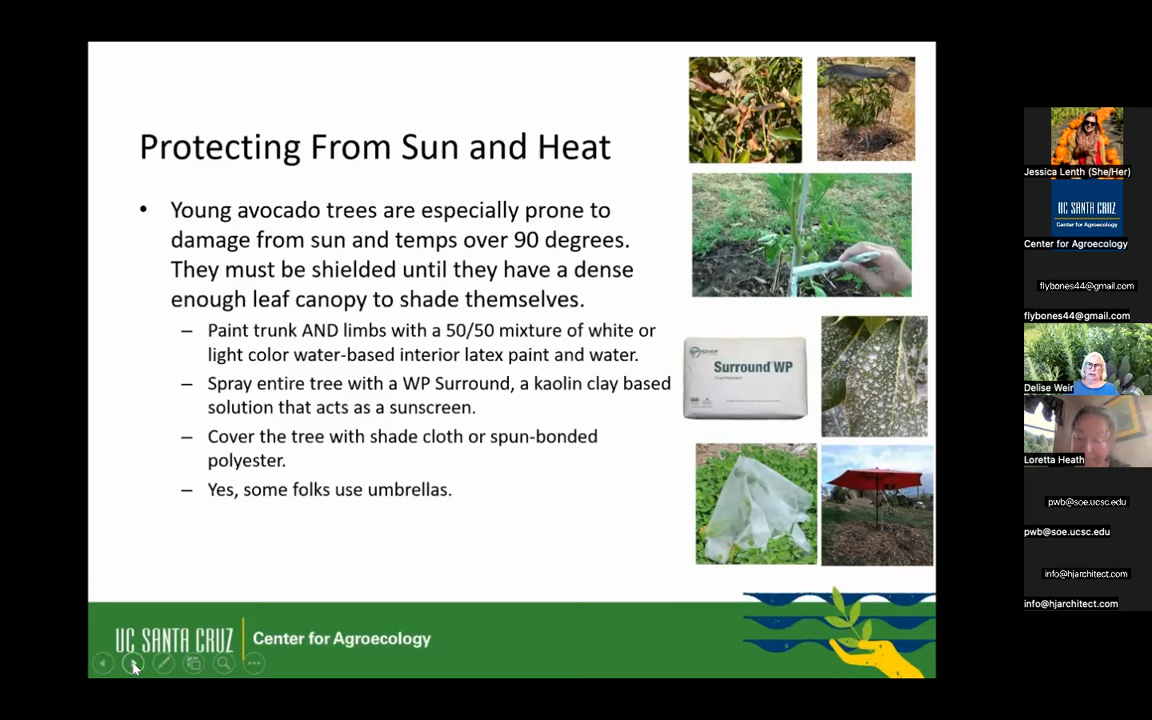 Protecting From Sun and Heat
• Young avocado trees are especially prone to
damage from sun and temps over 90 degrees.
They must be shielded until they have a dense
enough leaf canopy to shade themselves.
– Paint trunk AND limbs with a 50/50 mixture of white or
light color water-based interior latex paint and water.
– Spray entire tree with a WP Surround, a kaolin clay based
solution that acts as a sunscreen.
– Cover the tree with shade cloth or spun-bonded
polyester.
– Yes, some folks use umbrellas.
Surround WP
UC SANTA CRUZ
Center for Agroecology
Jessica Lenth (She/Her)
UC SANTA CRUZ
Center for Agroecology
Center for Agroecology
flybones44@gmail.com
flybones44@gmail.com
Delise Weir
Loretta Heath
pwb@soe.ucsc.edu
pwb@soe.ucsc.edu
info@hjarchitect.com
info@hjarchitect.com